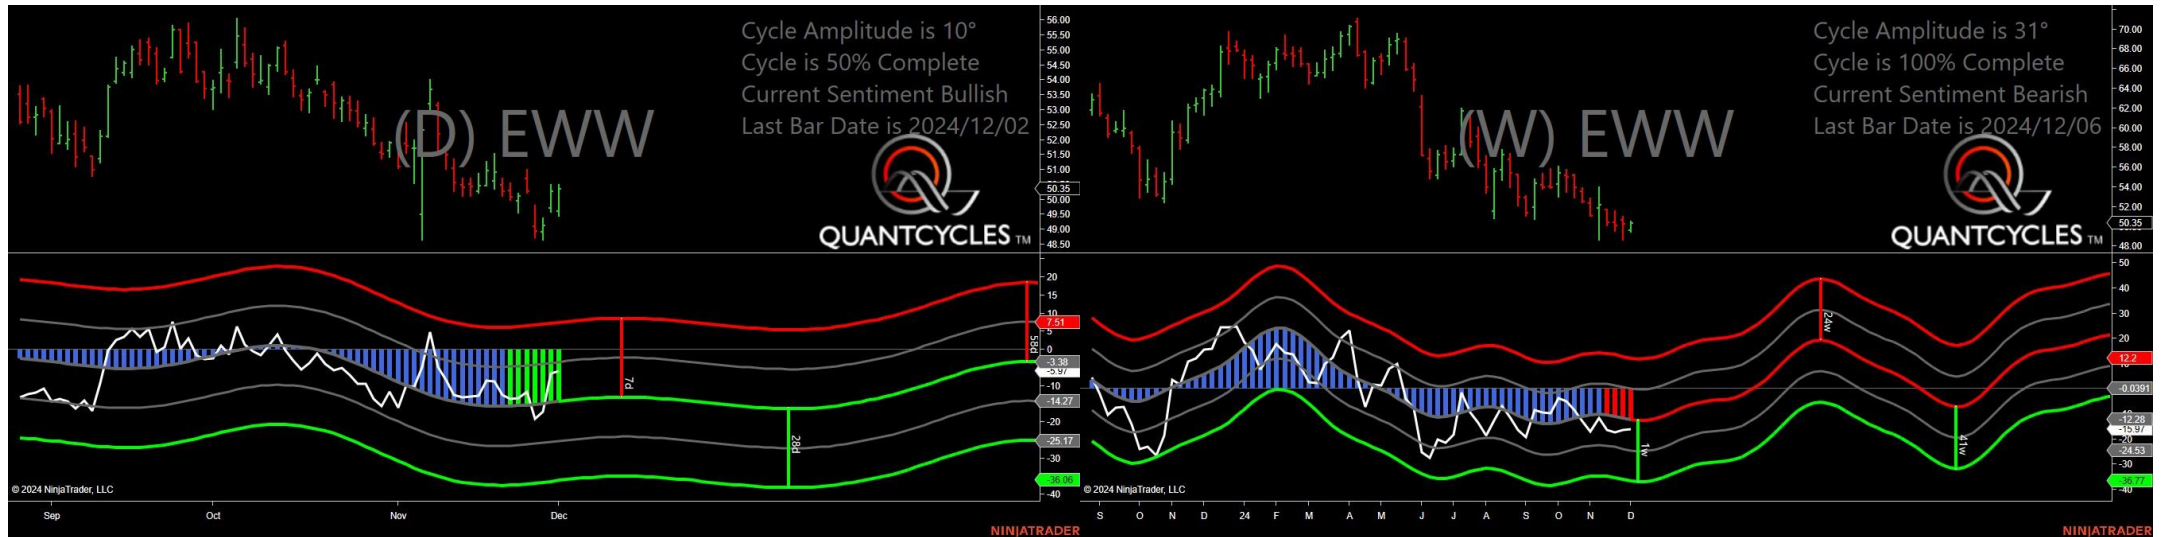 Cycle Amplitude is 10°
Cycle is 50% Complete
Current Sentiment Bullish
Last Bar Date is 2024/12/02
(D) EWW
QUANTCYCLES TM
56.00
55.50
55.00
54.50
54.00
53.50
53.00
52.50
52.00
51.50
51.00
50.35
50.00
49.50
49.00
48.50
20
15
10
7.51
5
0
-3.38
-5.97
-10
-14.27
-20
-25.17
-30
-36.06
-40
7d
28d
58d
© 2024 NinjaTrader, LLC
Sep Oct Nov Dec
NINJATRADER
Cycle Amplitude is 31°
Cycle is 100% Complete
Current Sentiment Bearish
Last Bar Date is 2024/12/06
(W) EWW
QUANTCYCLES TM
70.00
68.00
66.00
64.00
62.00
60.00
58.00
56.00
54.00
52.00
50.35
48.00
50
40
30
20
12.2
-0.0391
-12.28
-15.97
-20
-24.53
-30
-36.77
-40
1w
24w
41w
© 2024 NinjaTrader, LLC
S O N D 24 F M A M J J A S O N D
NINJATRADER